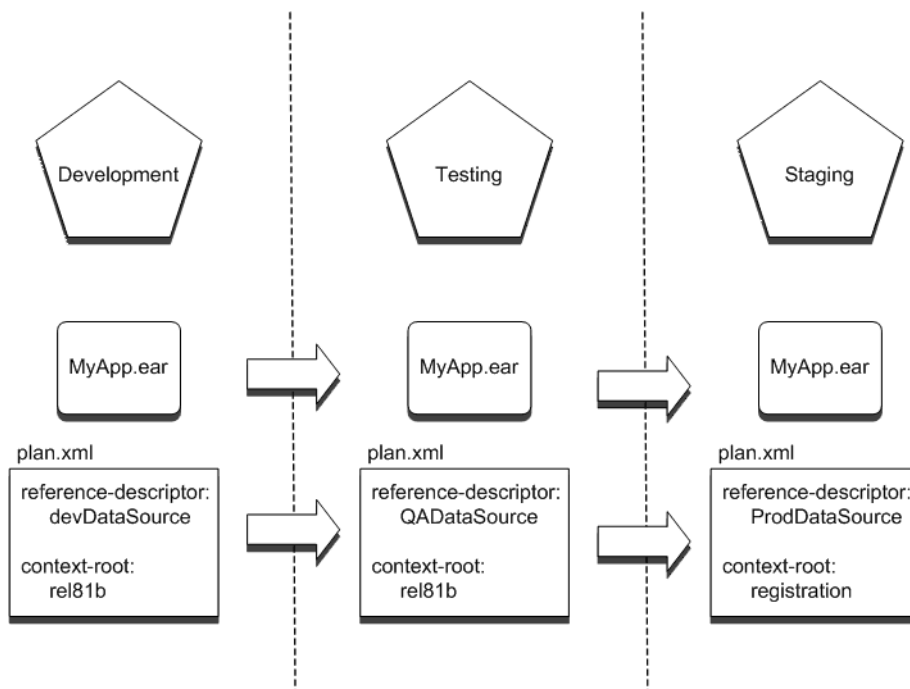 Development
Testing
Staging
MyApp.ear
MyApp.ear
MyApp.ear
plan.xml
reference-descriptor:
devDataSource
context-root:
rel81b
plan.xml
reference-descriptor:
QADataSource
context-root:
rel81b
plan.xml
reference-descriptor:
ProdDataSource
context-root:
registration